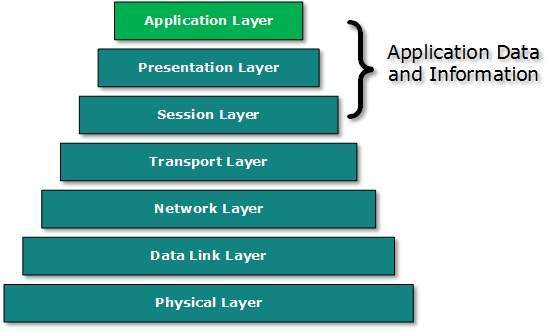 Application Layer
Presentation Layer
Session Layer
Transport Layer
Network Layer
Data Link Layer
Physical Layer
Application Data
and Information